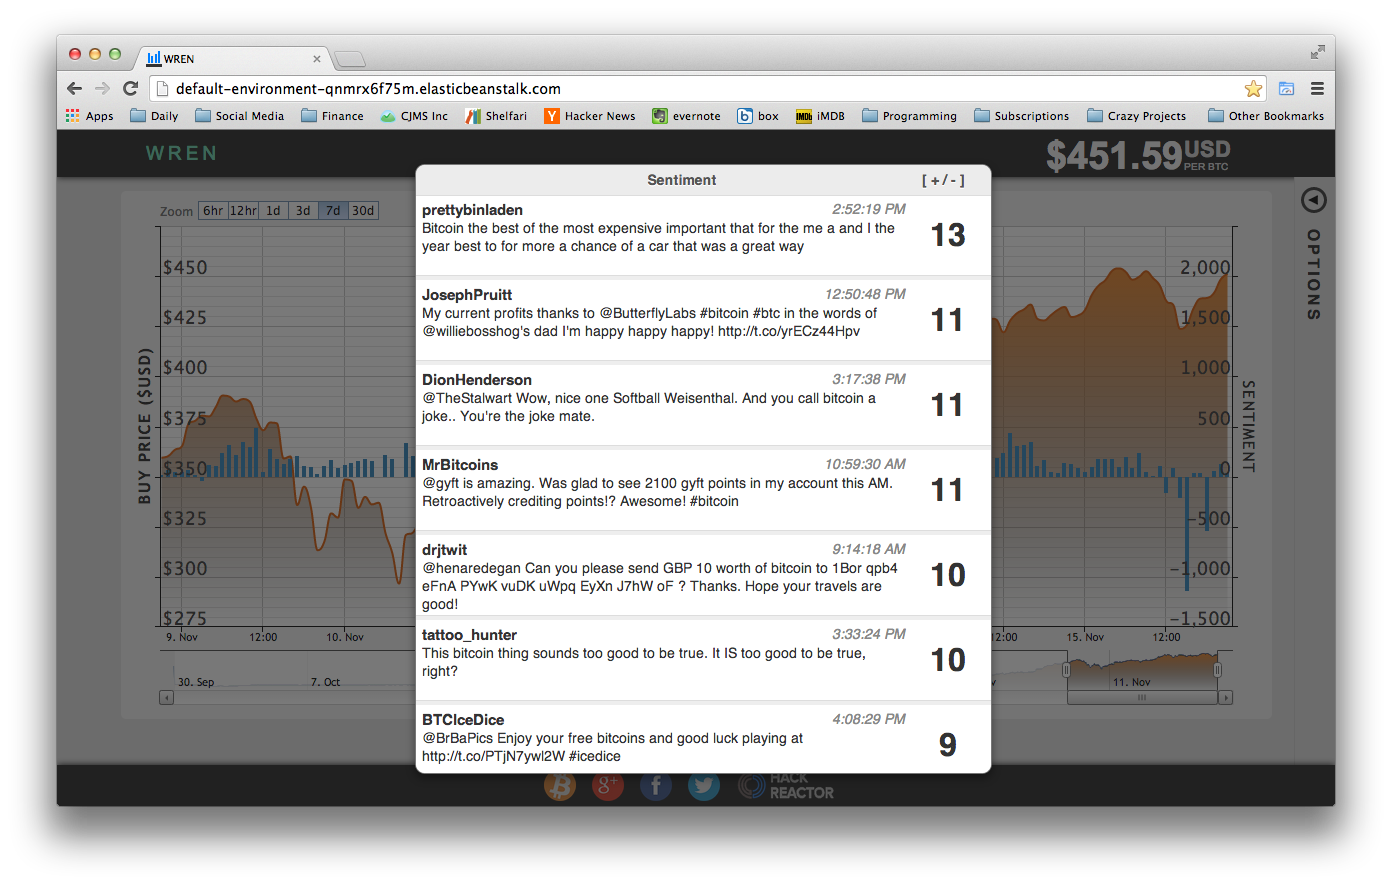 WREN
default-environment-qnmrx6f75m.elasticbeanstalk.com
Apps Daily Social Media Finance CJMS Inc Shelfari Hacker News evernote box iMDB Programming Subscriptions Crazy Projects Other Bookmarks
WREN
$451.59 USD
PER BTC
Zoom 6hr 12hr 1d 3d 7d 30d
BUY PRICE ($USD)
$450
$425
$400
$375
$350
$325
$300
$275
9. Nov 12:00 10. Nov
30. Sep 7. Oct
Sentiment [ + / - ]
prettybinladen 2:52:19 PM
Bitcoin the best of the most expensive important that for the me a and I the
year best to for more a chance of a car that was a great way
13
JosephPruitt 12:50:48 PM
My current profits thanks to @ButterflyLabs #bitcoin #btc in the words of
@williebosshog's dad I'm happy happy happy! http://t.co/yrECz44Hpv
11
DionHenderson 3:17:38 PM
@TheStalwart Wow, nice one Softball Weisenthal. And you call bitcoin a
joke.. You're the joke mate.
11
MrBitcoins 10:59:30 AM
@gyft is amazing. Was glad to see 2100 gyft points in my account this AM.
Retroactively crediting points!? Awesome! #bitcoin
11
drjtwit 9:14:18 AM
@henaredegan Can you please send GBP 10 worth of bitcoin to 1Bor qpb4
eFnA PYwK vuDK uWpq EyXn J7hW oF ? Thanks. Hope your travels are
good!
10
tattoo_hunter 3:33:24 PM
This bitcoin thing sounds too good to be true. It IS too good to be true,
right?
10
BTCIceDice 4:08:29 PM
@BrBaPics Enjoy your free bitcoins and good luck playing at
http://t.co/PTjN7ywl2W #icedice
9
2,000
1,500
1,000
500
0
-500
-1,000
-1,500
SENTIMENT
12:00 15. Nov 12:00
11. Nov
OPTIONS
HACK
REACTOR